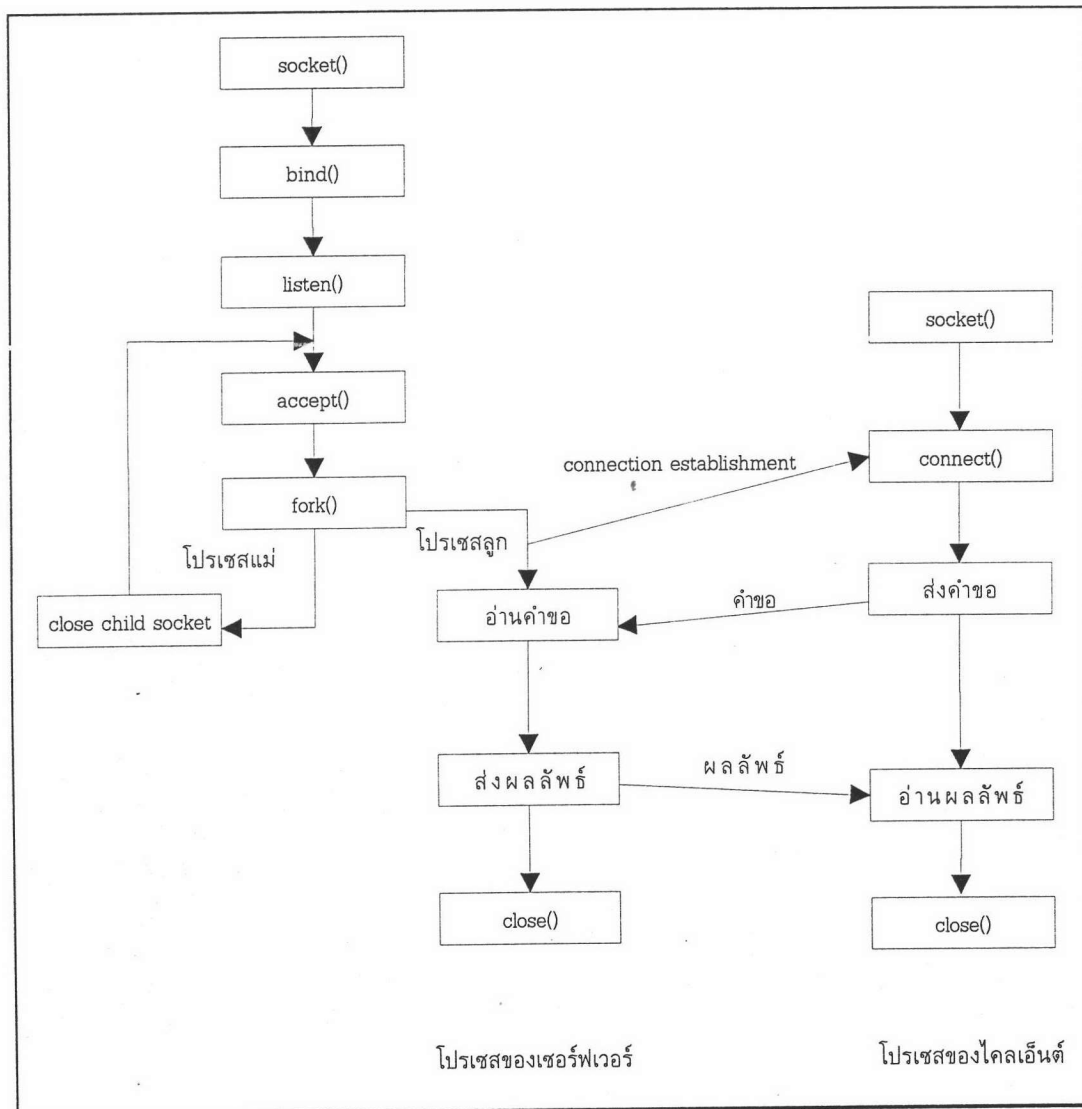 socket()
bind()
listen()
accept()
fork()
โปรเซสแม่
โปรเซสลูก
close child socket
อ่านคำขอ
ส่งผลลัพธ์
close()
connection establishment
คำขอ
ผลลัพธ์
socket()
connect()
ส่งคำขอ
อ่านผลลัพธ์
close()
โปรเซสของเซอร์ฟเวอร์
โปรเซสของไคลเอ็นต์